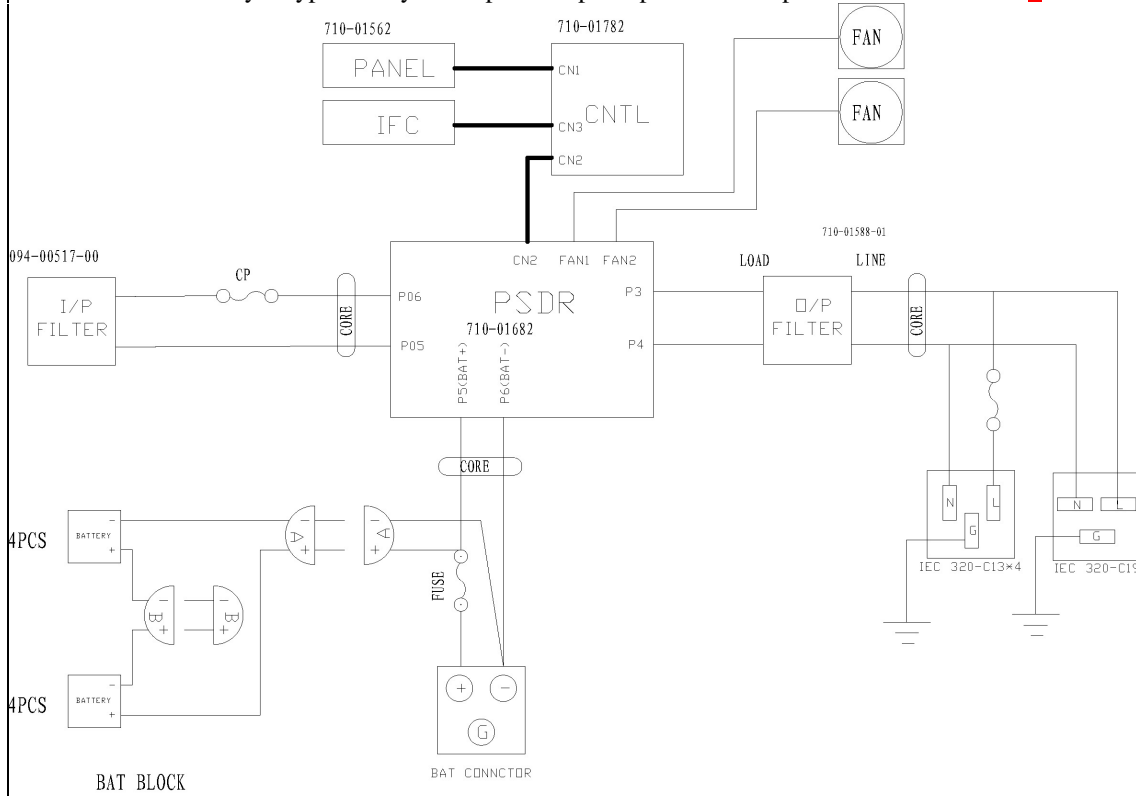 710-01562
710-01782
FAN
PANEL
CN1
IFC
CN3
CNTL
CN2
FAN
094-00517-00
710-01588-01
CN2 FAN1 FAN2
LOAD
LINE
CP
I/P
FILTER
CORE
P06
P05
PSDR
710-01682
P5(BAT+)
P6(BAT-)
P3
P4
O/P
FILTER
CORE
CORE
4PCS
BATTERY
-
+
A
-
+
A
-
+
FUSE
B
-
+
B
-
+
4PCS
BATTERY
-
+
+
-
G
BAT CONNCTOR
BAT BLOCK
N
L
G
IEC 320-C13*4
N
L
G
IEC 320-C19